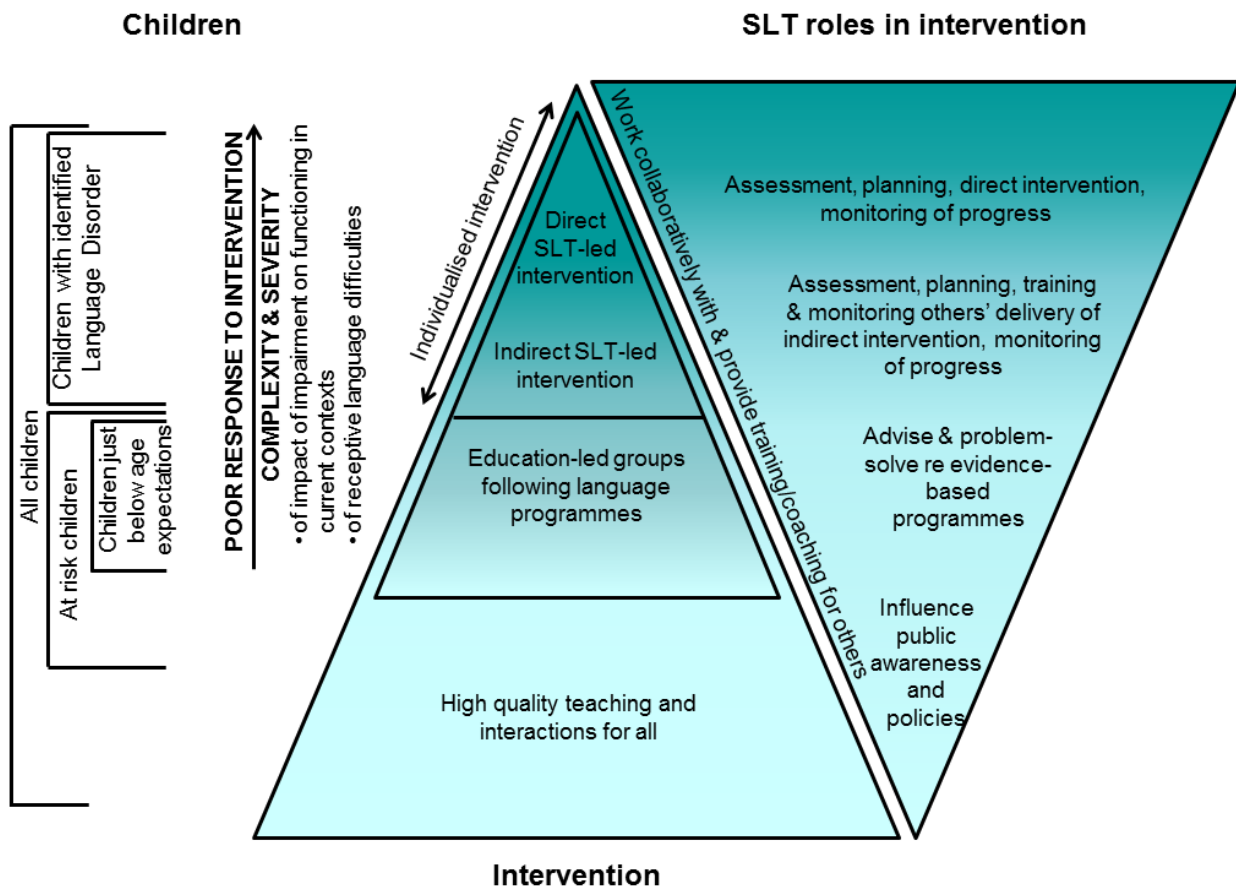 Children
SLT roles in intervention
All children
Children with identified
Language Disorder
At risk children
Children just
below age
expectations
POOR RESPONSE TO INTERVENTION
COMPLEXITY & SEVERITY
• of impact of impairment on functioning in
current contexts
• of receptive language difficulties
Individualised intervention
Direct
SLT-led
intervention
Indirect SLT-led
intervention
Education-led groups
following language
programmes
High quality teaching and
interactions for all
Work collaboratively with & provide training/coaching for others
Assessment, planning, direct intervention,
monitoring of progress
Assessment, planning, training
& monitoring others’ delivery of
indirect intervention, monitoring
of progress
Advise & problem-
solve re evidence-
based
programmes
Influence
public
awareness
and
policies
Intervention